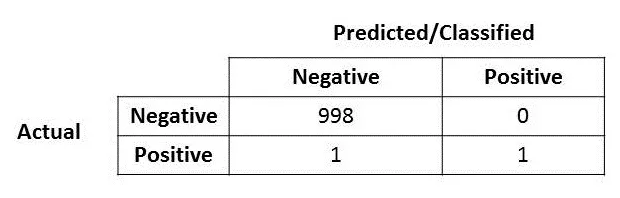 Predicted/Classified
Negative Positive
Actual
Negative 998 0
Positive 1 1